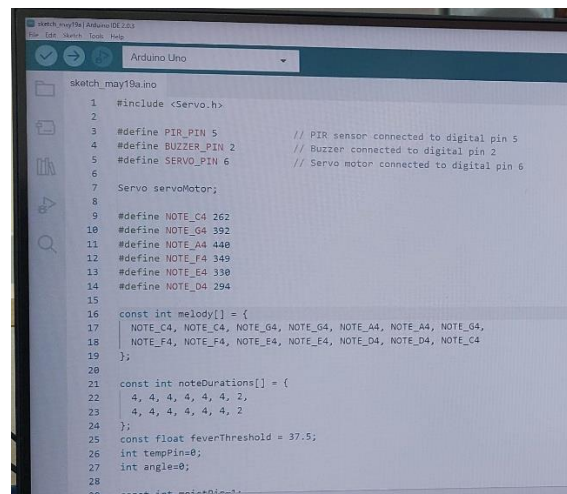 sketch_may19a | Arduino IDE 2.0.3
File Edit Sketch Tools Help
Arduino Uno
sketch_may19a.ino
1 #include <Servo.h>
2
3 #define PIR_PIN 5 // PIR sensor connected to digital pin 5
4 #define BUZZER_PIN 2 // Buzzer connected to digital pin 2
5 #define SERVO_PIN 6 // Servo motor connected to digital pin 6
6
7 Servo servoMotor;
8
9 #define NOTE_C4 262
10 #define NOTE_G4 392
11 #define NOTE_A4 440
12 #define NOTE_F4 349
13 #define NOTE_E4 330
14 #define NOTE_D4 294
15
16 const int melody[] = {
17 NOTE_C4, NOTE_C4, NOTE_G4, NOTE_G4, NOTE_A4, NOTE_A4, NOTE_G4,
18 NOTE_F4, NOTE_F4, NOTE_E4, NOTE_E4, NOTE_D4, NOTE_D4, NOTE_C4
19 };
20
21 const int noteDurations[] = {
22 4, 4, 4, 4, 4, 4, 2,
23 4, 4, 4, 4, 4, 4, 2
24 };
25 const float feverThreshold = 37.5;
26 int tempPin=0;
27 int angle=0;
28